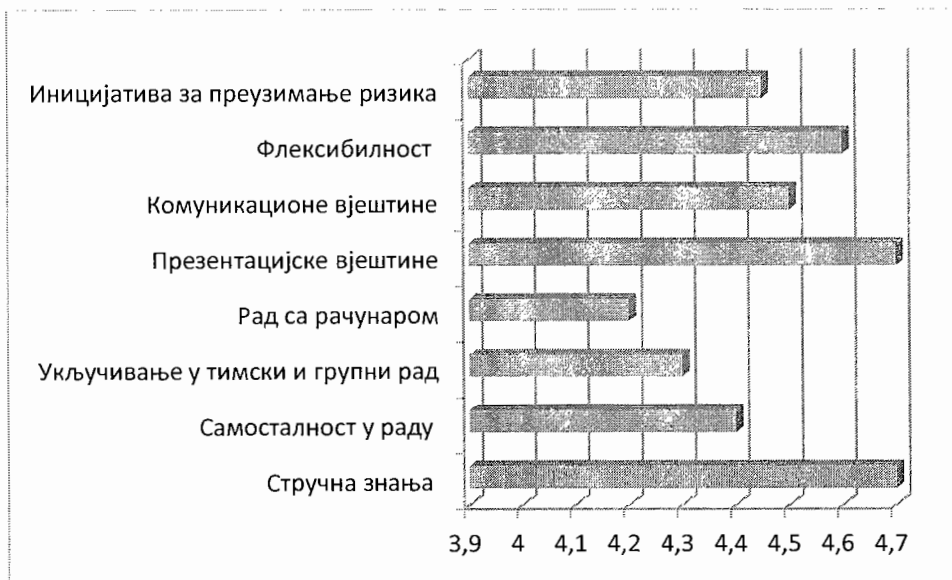 Иницијатива за преузимање ризика
Флексибилност
Комуникационе вјештине
Презентацијске вјештине
Рад са рачунаром
Укључивање у тимски и групни рад
Самосталност у раду
Стручна знања
3,9 4 4,1 4,2 4,3 4,4 4,5 4,6 4,7